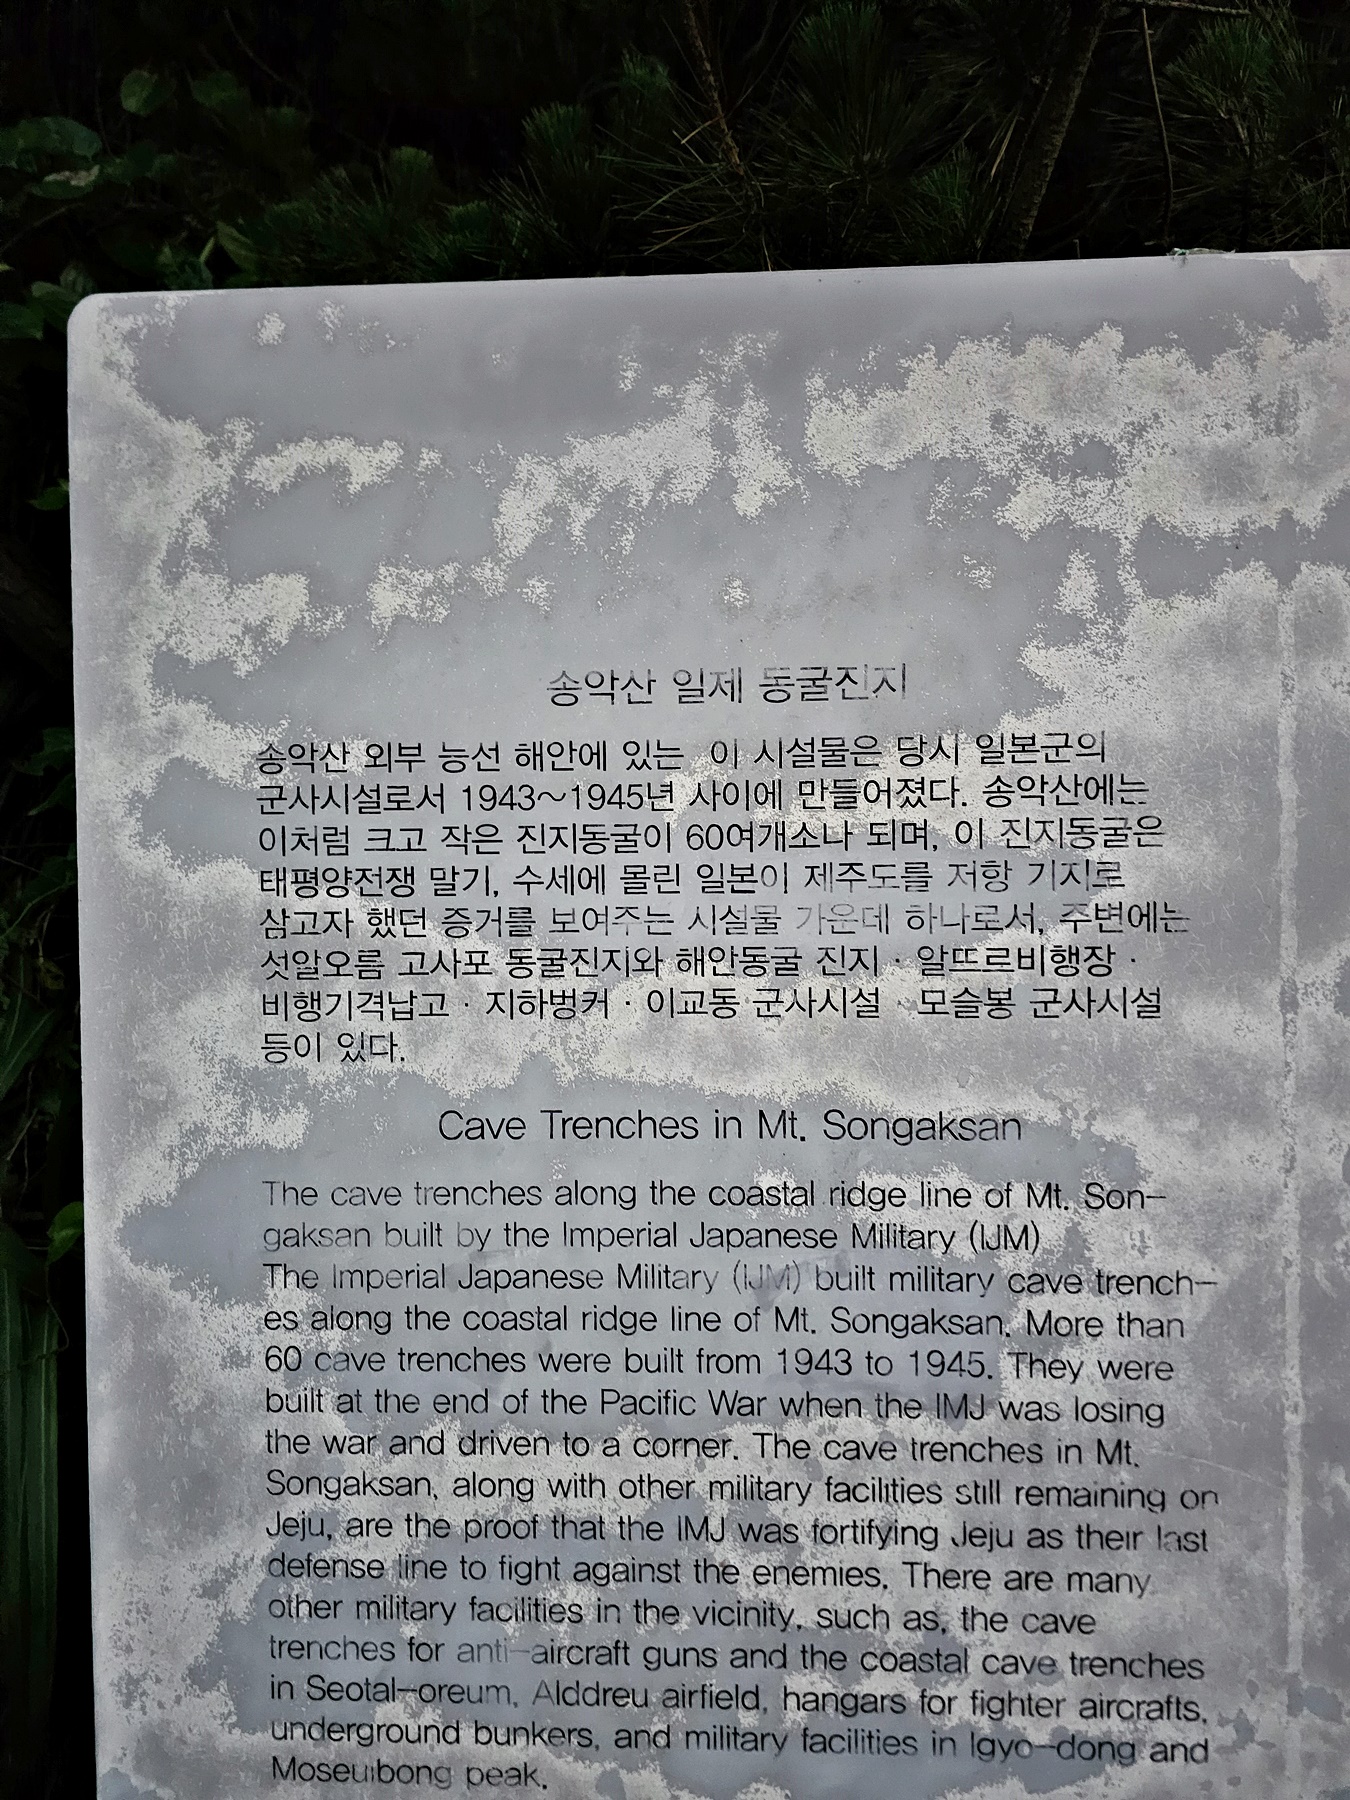 송악산 일제 동굴진지
송악산 외부 능선 해안에 있는 이 시설물은 당시 일본군의
군사시설로서 1943~1945년 사이에 만들어졌다. 송악산에는
이처럼 크고 작은 진지동굴이 60여개소나 되며, 이 진지동굴은
태평양전쟁 말기, 수세에 몰린 일본이 제주도를 저항 기지로
삼고자 했던 증거를 보여주는 시설물 가운데 하나로서, 주변에는
섯알오름 고사포 동굴진지와 해안동굴 진지 · 알뜨르비행장 ·
비행기격납고 · 지하벙커 · 이교동 군사시설 · 모슬봉 군사시설
등이 있다.
Cave Trenches in Mt. Songaksan
The cave trenches along the coastal ridge line of Mt. Son-
gaksan built by the Imperial Japanese Military (IJM)
The Imperial Japanese Military (IJM) built military cave trench-
es along the coastal ridge line of Mt. Songaksan. More than
60 cave trenches were built from 1943 to 1945. They were
built at the end of the Pacific War when the IMJ was losing
the war and driven to a corner. The cave trenches in Mt.
Songaksan, along with other military facilities still remaining on
Jeju, are the proof that the IMJ was fortifying Jeju as their last
defense line to fight against the enemies. There are many
other military facilities in the vicinity, such as, the cave
trenches for anti-aircraft guns and the coastal cave trenches
in Seotal-oreum, Alddreu airfield, hangars for fighter aircrafts,
underground bunkers, and military facilities in Igyo-dong and
Moseulbong peak.